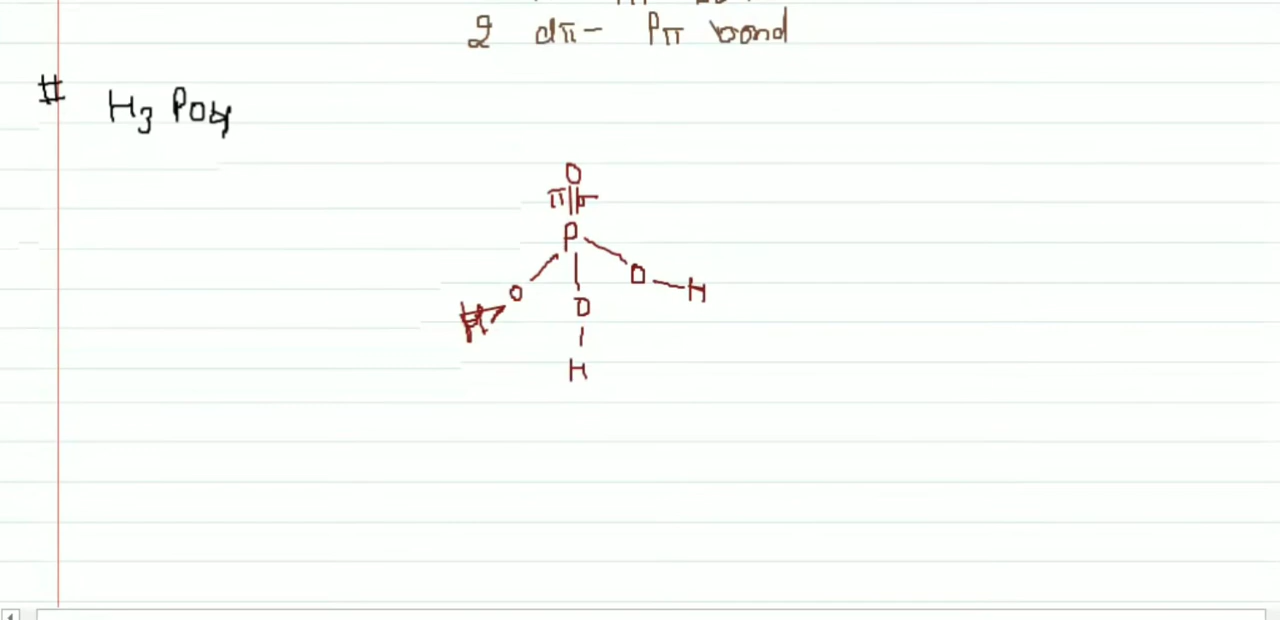 2 dπ- Pπ bond
# H3 PO4
O
π σ
P
O O H
H O
H